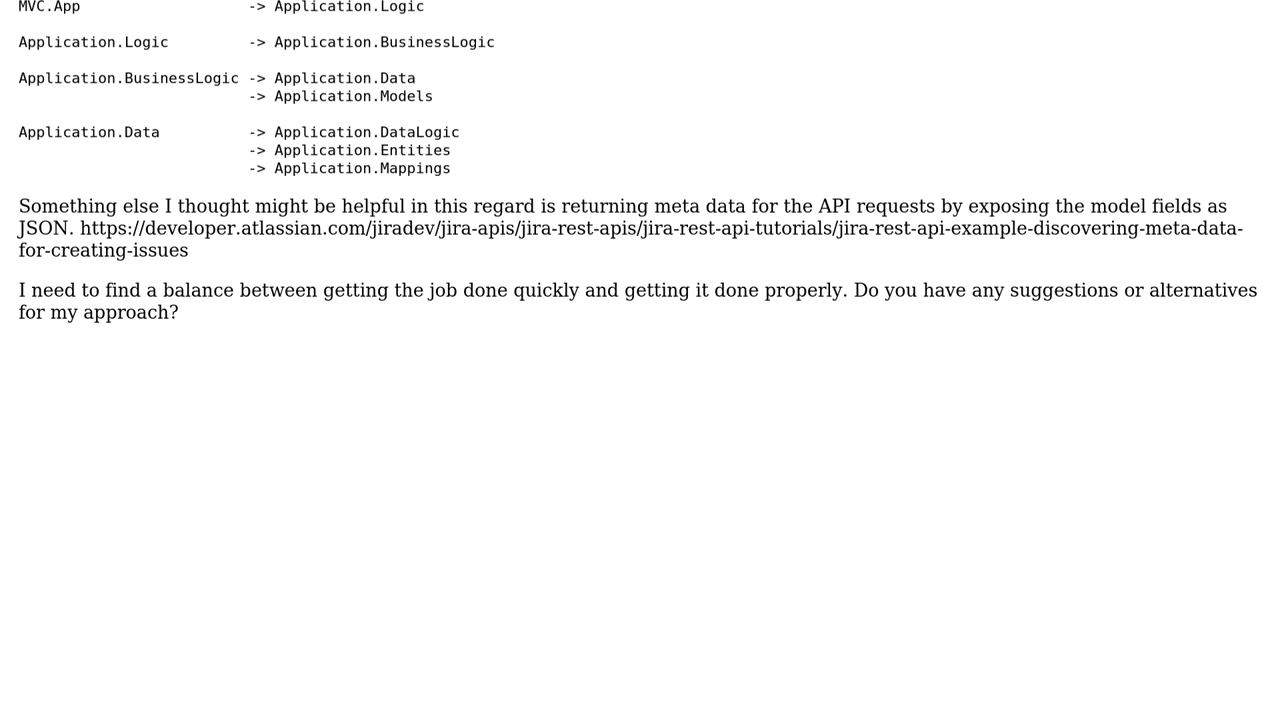 MVC.App                   -> Application.Logic
Application.Logic         -> Application.BusinessLogic
Application.BusinessLogic -> Application.Data
                          -> Application.Models
Application.Data          -> Application.DataLogic
                          -> Application.Entities
                          -> Application.Mappings
Something else I thought might be helpful in this regard is returning meta data for the API requests by exposing the model fields as
JSON. https://developer.atlassian.com/jiradev/jira-apis/jira-rest-apis/jira-rest-api-tutorials/jira-rest-api-example-discovering-meta-data-
for-creating-issues
I need to find a balance between getting the job done quickly and getting it done properly. Do you have any suggestions or alternatives
for my approach?